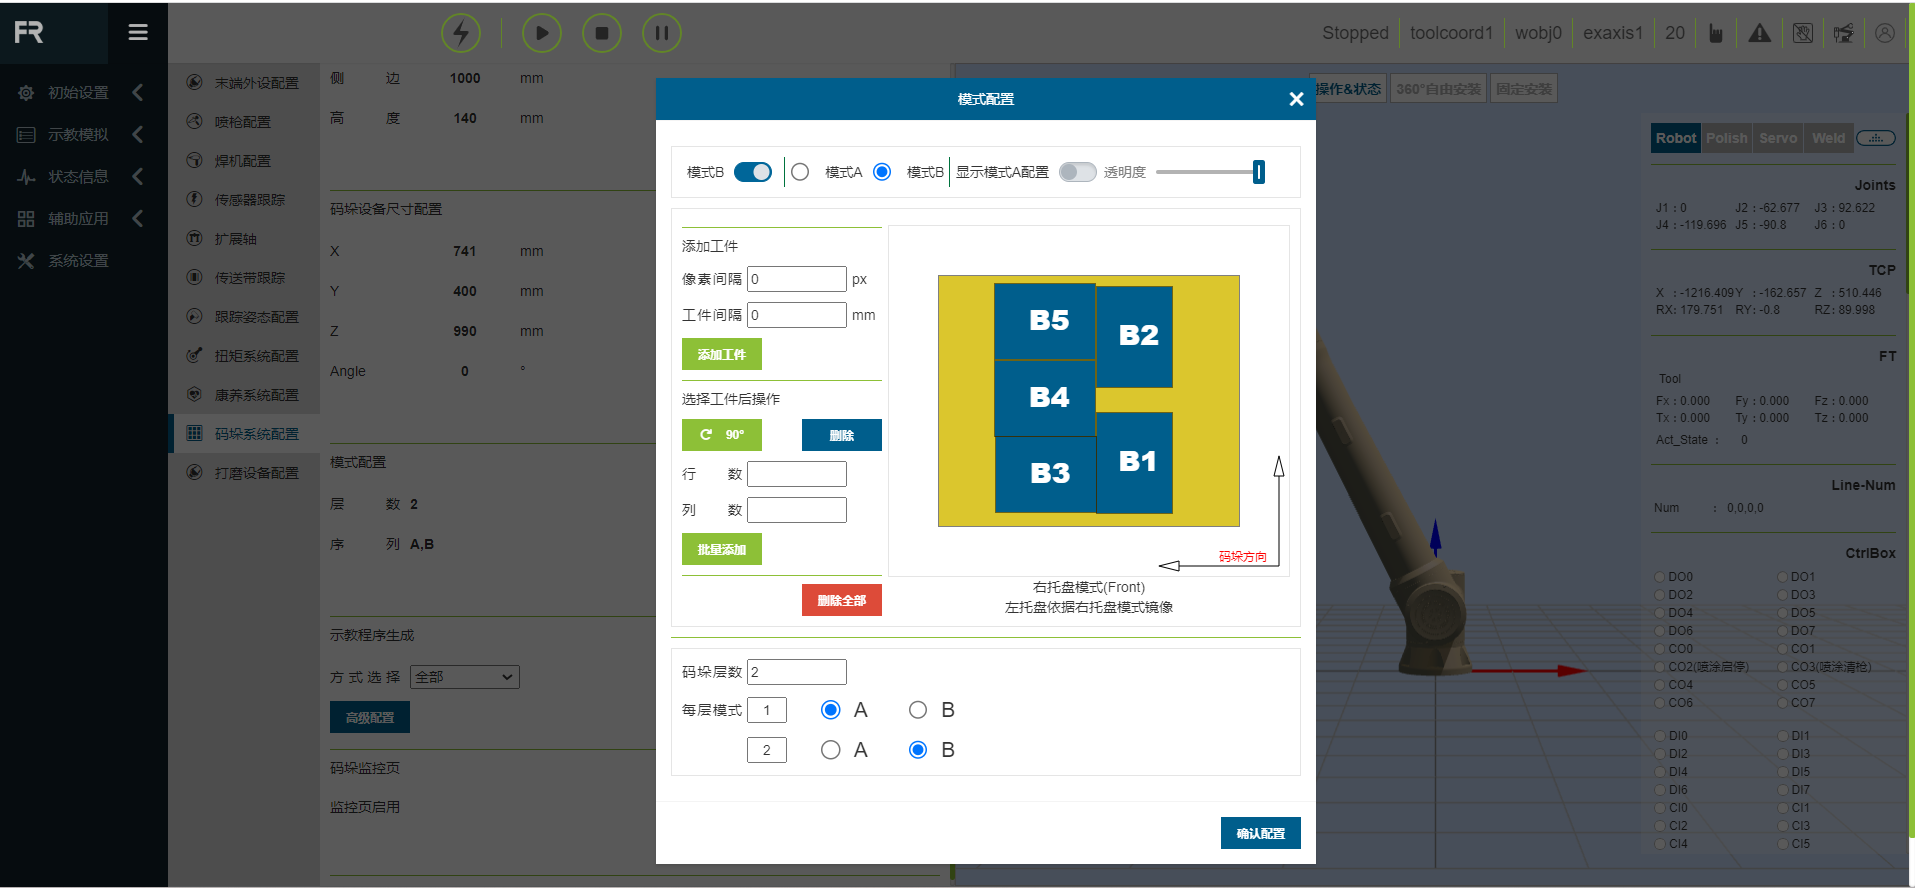 FR
Stopped
toolcoord1
wobj0
exaxis1
20
初始设置
示教模拟
状态信息
辅助应用
系统设置
末端外设配置
喷枪配置
焊机配置
传感器跟踪
扩展轴
传送带跟踪
跟踪姿态配置
扭矩系统配置
康养系统配置
码垛系统配置
打磨设备配置
侧 边 1000 mm
高 度 140 mm
码垛设备尺寸配置
X 741 mm
Y 400 mm
Z 990 mm
Angle 0 °
模式配置
层 数 2
序 列 A,B
示教程序生成
方式选择 全部
高级配置
码垛监控页
监控页启用
模式配置
模式B 模式A 模式B 显示模式A配置 透明度
添加工件
像素间隔 0 px
工件间隔 0 mm
添加工件
选择工件后操作
90° 删除
行 数
列 数
批量添加
删除全部
B5
B2
B4
B1
B3
码垛方向
右托盘模式(Front)
左托盘依据右托盘模式镜像
码垛层数 2
每层模式 1 A B
2 A B
确认配置
操作&状态 360°自由安装 固定安装
Robot Polish Servo Weld
Joints
J1 : 0 J2 : -62.677 J3 : 92.622
J4 : -119.696 J5 : -90.8 J6 : 0
TCP
X : -1216.409 Y : -162.657 Z : 510.446
RX: 179.751 RY: -0.8 RZ: 89.998
FT
Tool
Fx : 0.000 Fy : 0.000 Fz : 0.000
Tx : 0.000 Ty : 0.000 Tz : 0.000
Act_State : 0
Line-Num
Num : 0,0,0,0
CtrlBox
DO0 DO1
DO2 DO3
DO4 DO5
DO6 DO7
CO0 CO1
CO2(喷涂启停) CO3(喷涂清枪)
CO4 CO5
CO6 CO7
DI0 DI1
DI2 DI3
DI4 DI5
DI6 DI7
CI0 CI1
CI2 CI3
CI4 CI5